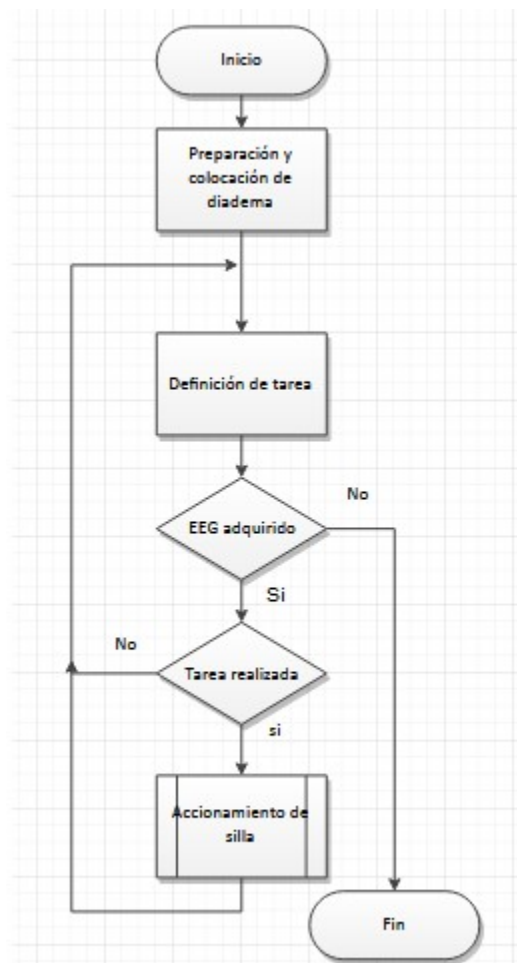 Inicio
Preparación y
colocación de
diadema
Definición de tarea
No
EEG adquirido
Si
No
Tarea realizada
si
Accionamiento de
silla
Fin